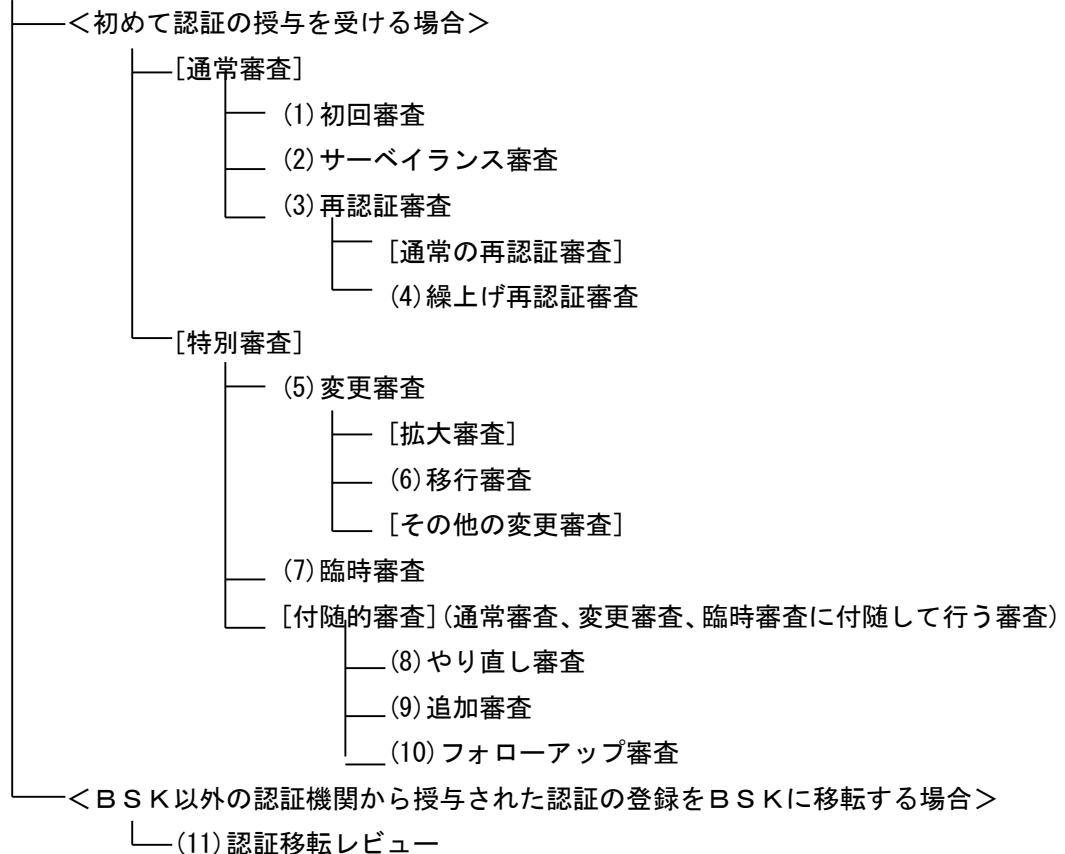 ＜初めて認証の授与を受ける場合＞
[通常審査]
(1)初回審査
(2)サーベイランス審査
(3)再認証審査
[通常の再認証審査]
(4)繰上げ再認証審査
[特別審査]
(5)変更審査
[拡大審査]
(6)移行審査
[その他の変更審査]
(7)臨時審査
[付随的審査](通常審査、変更審査、臨時審査に付随して行う審査)
(8)やり直し審査
(9)追加審査
(10)フォローアップ審査
＜ＢＳＫ以外の認証機関から授与された認証の登録をＢＳＫに移転する場合＞
(11)認証移転レビュー